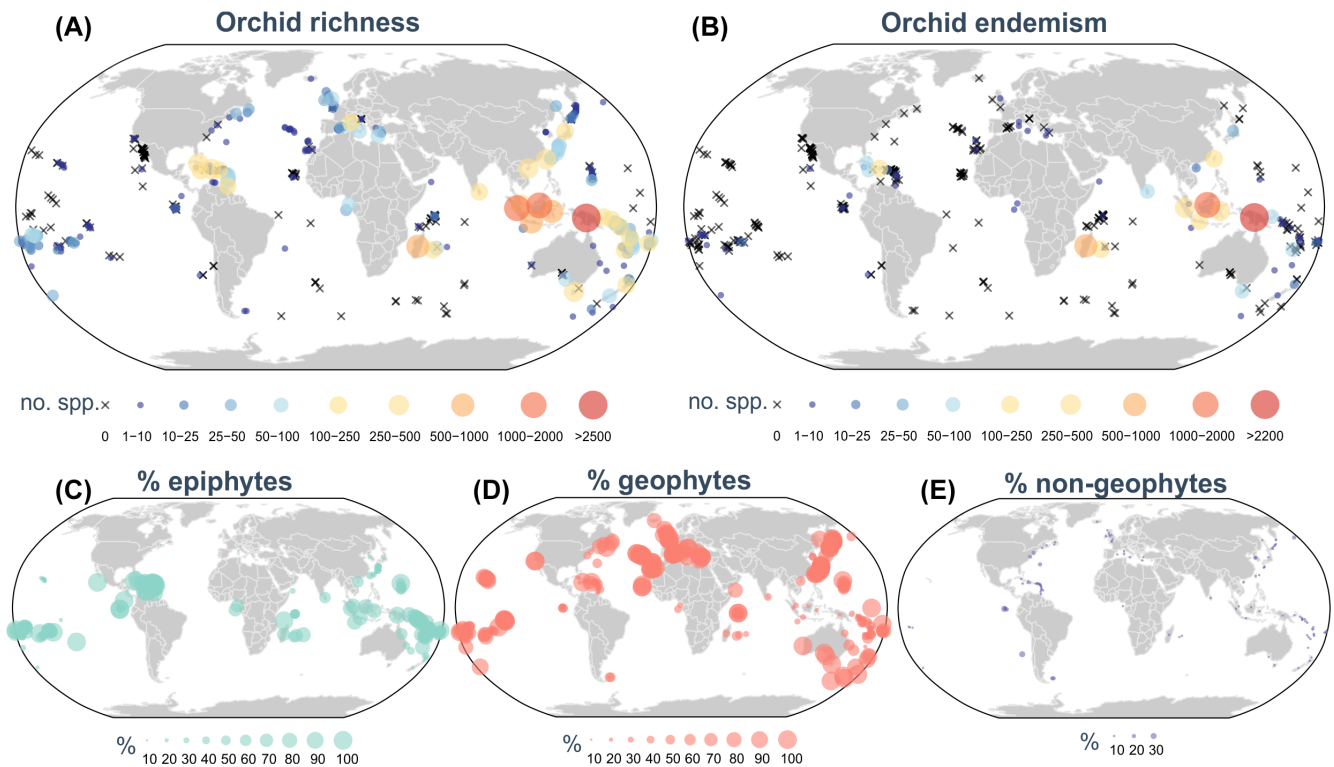 (A) Orchid richness
(B) Orchid endemism
no. spp.
0 1−10 10−25 25−50 50−100 100−250 250−500 500−1000 1000−2000 >2500
no. spp.
0 1−10 10−25 25−50 50−100 100−250 250−500 500−1000 1000−2000 >2200
(C) % epiphytes
(D) % geophytes
(E) % non-geophytes
%
10 20 30 40 50 60 70 80 90 100
%
10 20 30 40 50 60 70 80 90 100
%
10 20 30